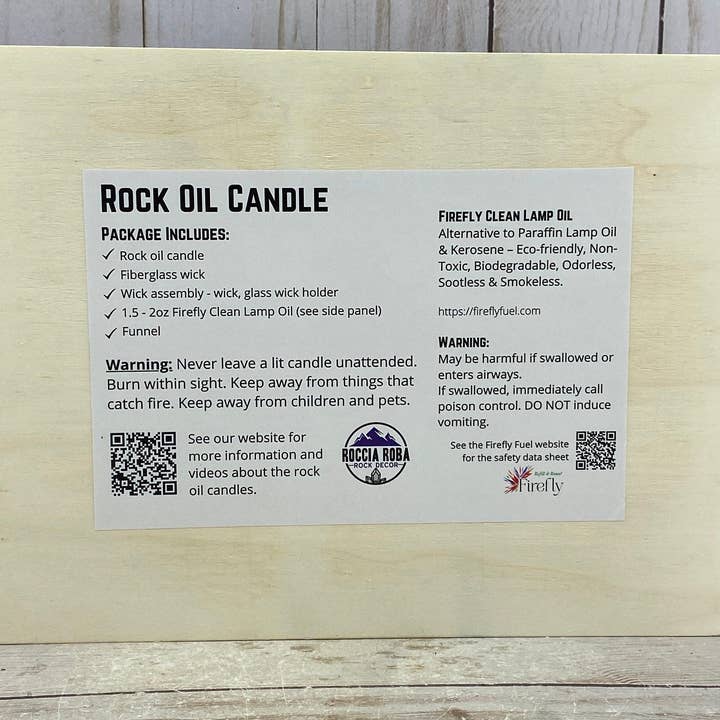 ROCK OIL CANDLE
PACKAGE INCLUDES:
✓ Rock oil candle
✓ Fiberglass wick
✓ Wick assembly - wick, glass wick holder
✓ 1.5 - 2oz Firefly Clean Lamp Oil (see side panel)
✓ Funnel
Warning: Never leave a lit candle unattended.
Burn within sight. Keep away from things that
catch fire. Keep away from children and pets.
See our website for
more information and
videos about the rock
oil candles.
ROCCIA ROBA
ROCK DECOR
FIREFLY CLEAN LAMP OIL
Alternative to Paraffin Lamp Oil
& Kerosene – Eco-friendly, Non-
Toxic, Biodegradable, Odorless,
Sootless & Smokeless.
https://fireflyfuel.com
WARNING:
May be harmful if swallowed or
enters airways.
If swallowed, immediately call
poison control. DO NOT induce
vomiting.
See the Firefly Fuel website
for the safety data sheet
Firefly